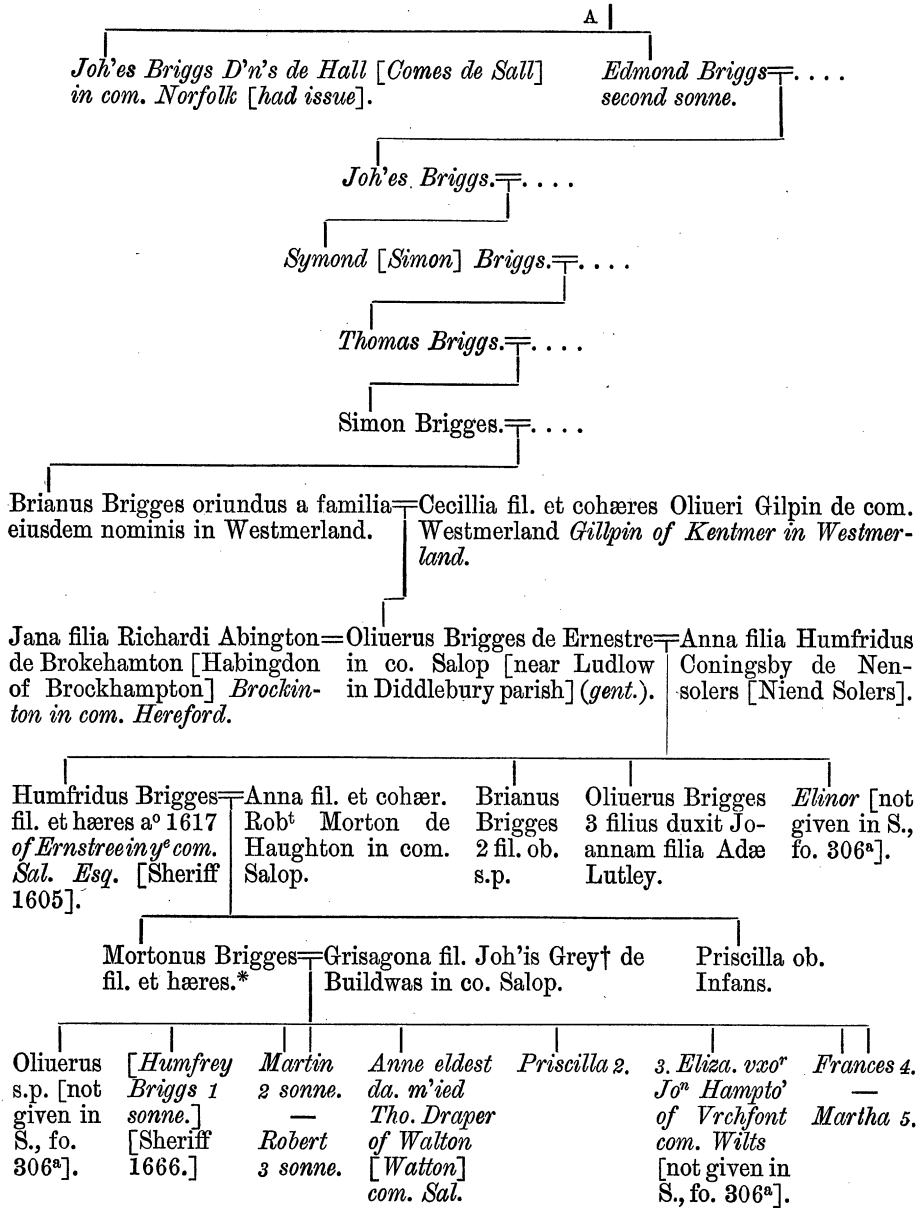 A
Joh'es Briggs D'n's de Hall [Comes de Sall]
in com. Norfolk [had issue].
Edmond Briggs=. . . .
second sonne.
Joh'es Briggs.=. . . .
Symond [Simon] Briggs.=. . . .
Thomas Briggs.=. . . .
Simon Brigges.=. . . .
Brianus Brigges oriundus a familia=
eiusdem nominis in Westmerland.
Cecillia fil. et cohæres Oliueri Gilpin de com.
Westmerland Gillpin of Kentmer in Westmer-
land.
Jana filia Richardi Abington=
de Brokehamton [Habingdon
of Brockhampton] Brockin-
ton in com. Hereford.
Oliuerus Brigges de Ernestre=
in co. Salop [near Ludlow
in Diddlebury parish] (gent.).
Anna filia Humfridus
Coningsby de Nen-
solers [Niend Solers].
Humfridus Brigges=
fil. et hæres aº 1617
of Ernstree in yᵉ com.
Sal. Esq. [Sheriff
1605].
Anna fil. et cohær.
Robᵗ Morton de
Haughton in com.
Salop.
Brianus
Brigges
2 fil. ob.
s.p.
Oliuerus Brigges
3 filius duxit Jo-
annam filia Adæ
Lutley.
Elinor [not
given in S.,
fo. 306ᵃ].
Mortonus Brigges=
fil. et hæres.*
Grisagona fil. Joh'is Grey† de
Buildwas in co. Salop.
Priscilla ob.
Infans.
Oliuerus
s.p. [not
given in
S., fo.
306ᵃ].
[Humfrey
Briggs 1
sonne.]
[Sheriff
1666.]
Martin
2 sonne.
—
Robert
3 sonne.
Anne eldest
da. m'ied
Tho. Draper
of Walton
[Watton]
com. Sal.
Priscilla 2.
3. Eliza. vxoʳ
Joⁿ Hampto'
of Vrchfont
com. Wilts
[not given in
S., fo. 306ᵃ].
Frances 4.
—
Martha 5.